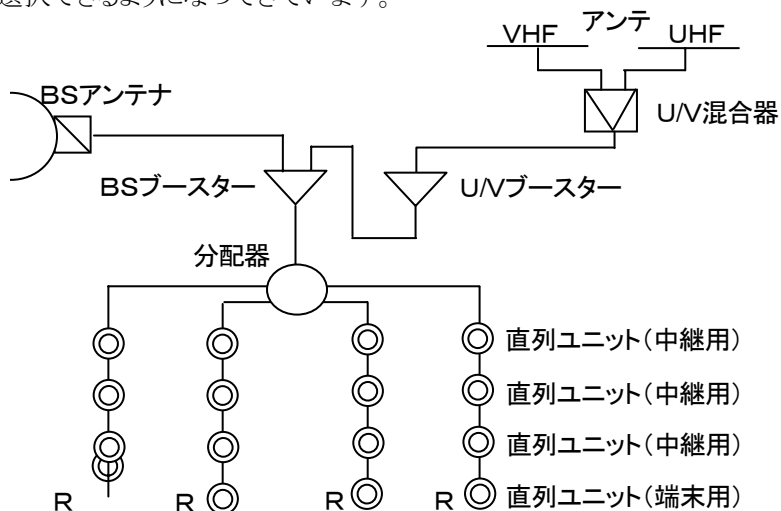 選択できるようになってきています。
アンテ
VHF
UHF
BSアンテナ
U/V混合器
BSブースター
U/Vブースター
分配器
直列ユニット（中継用）
直列ユニット（中継用）
直列ユニット（中継用）
R
R
R
R
直列ユニット（端末用）